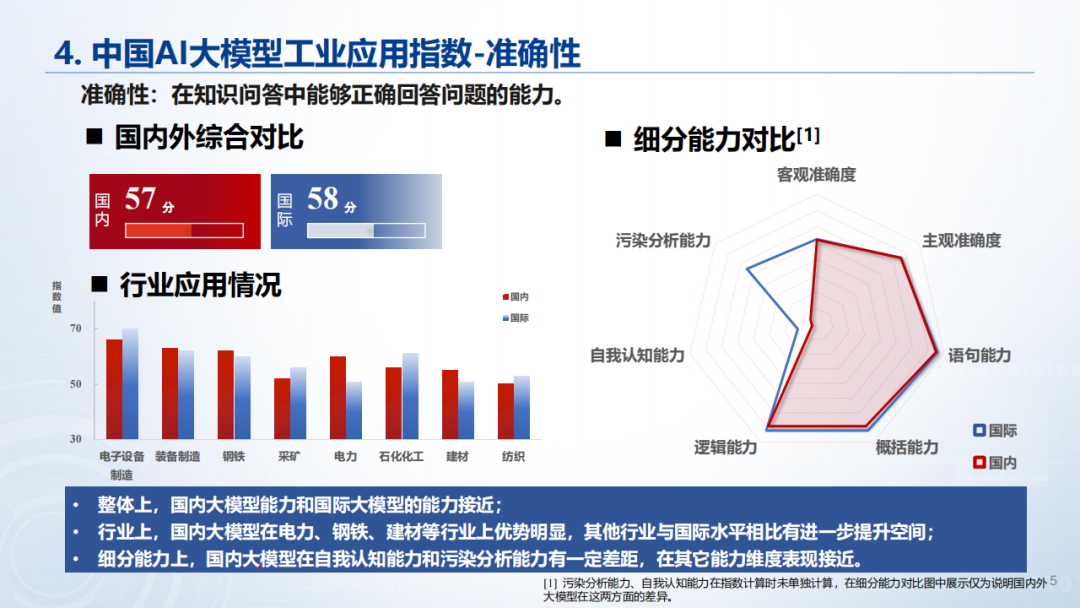 4. 中国AI大模型工业应用指数-准确性
准确性：在知识问答中能够正确回答问题的能力。
■ 国内外综合对比
国内
57 分
国际
58 分
■ 行业应用情况
指数值
国内
国际
70
50
30
电子设备
制造
装备制造
钢铁
采矿
电力
石化化工
建材
纺织
■ 细分能力对比[1]
客观准确度
主观准确度
语句能力
概括能力
逻辑能力
自我认知能力
污染分析能力
国际
国内
• 整体上，国内大模型能力和国际大模型的能力接近；
• 行业上，国内大模型在电力、钢铁、建材等行业上优势明显，其他行业与国际水平相比有进一步提升空间；
• 细分能力上，国内大模型在自我认知能力和污染分析能力有一定差距，在其它能力维度表现接近。
[1] 污染分析能力、自我认知能力在指数计算时未单独计算，在细分能力对比图中展示仅为说明国内外
大模型在这两方面的差异。
5